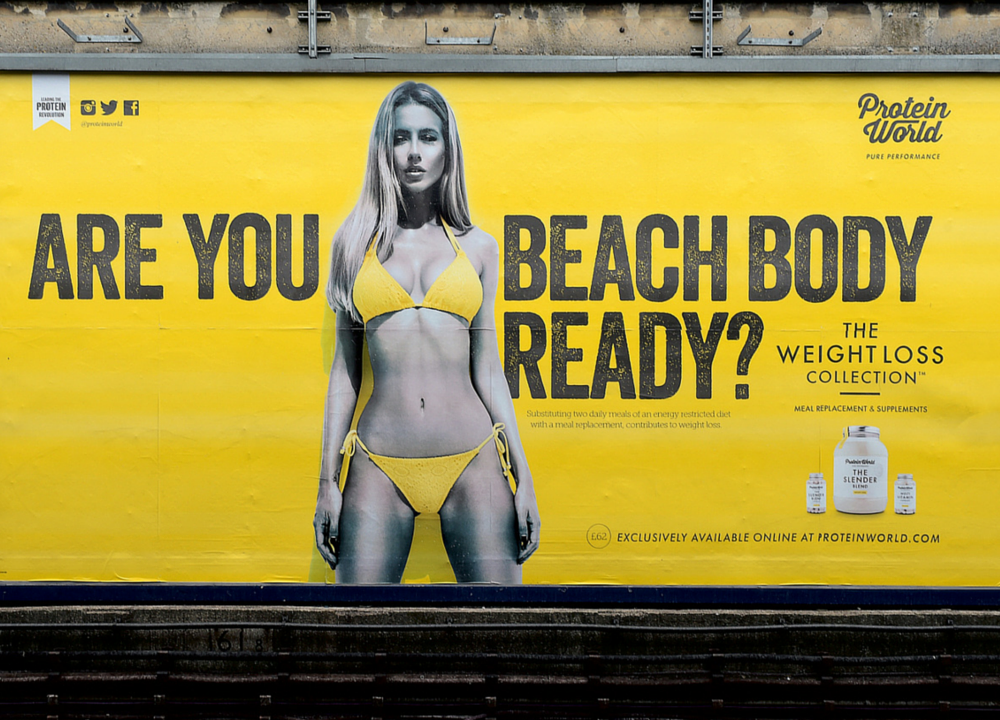 LEADING THE
PROTEIN
REVOLUTION
@proteinworld
Protein
World
PURE PERFORMANCE
ARE YOU BEACH BODY
READY?
THE
WEIGHT LOSS
COLLECTION™
MEAL REPLACEMENT & SUPPLEMENTS
Substituting two daily meals of an energy restricted diet
with a meal replacement, contributes to weight loss.
Protein World
THE
SLENDER
BLEND
£62 EXCLUSIVELY AVAILABLE ONLINE AT PROTEINWORLD.COM